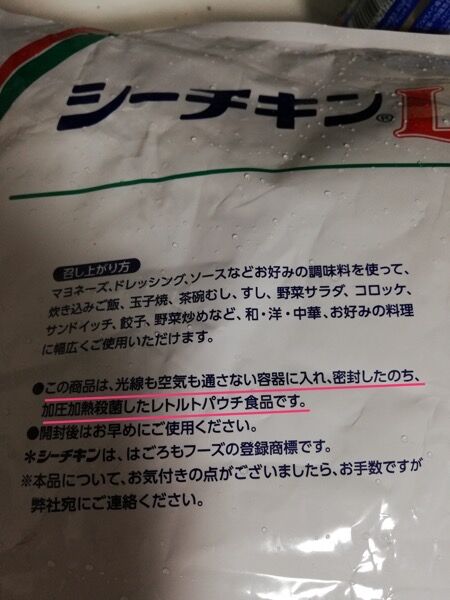 シーチキン® L
召し上がり方
マヨネーズ、ドレッシング、ソースなどお好みの調味料を使って、
炊き込みご飯、玉子焼、茶碗むし、すし、野菜サラダ、コロッケ、
サンドイッチ、餃子、野菜炒めなど、和・洋・中華、お好みの料理
に幅広くご使用いただけます。
●この商品は、光線も空気も通さない容器に入れ、密封したのち、
加圧加熱殺菌したレトルトパウチ食品です。
●開封後はお早めにご使用ください。
＊シーチキンは、はごろもフーズの登録商標です。
※本品について、お気付きの点がございましたら、お手数ですが
弊社宛にご連絡ください。